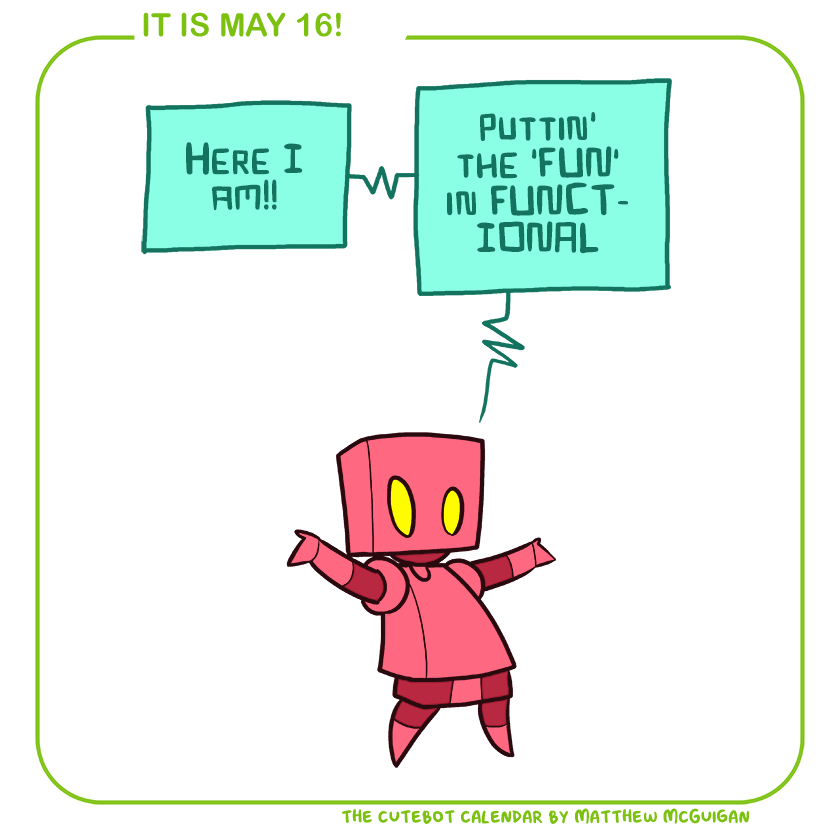 IT IS MAY 16!
HERE I
AM!!
PUTTIN'
THE 'FUN'
IN FUNCT-
IONAL
THE CUTEBOT CALENDAR BY MATTHEW MCGUIGAN